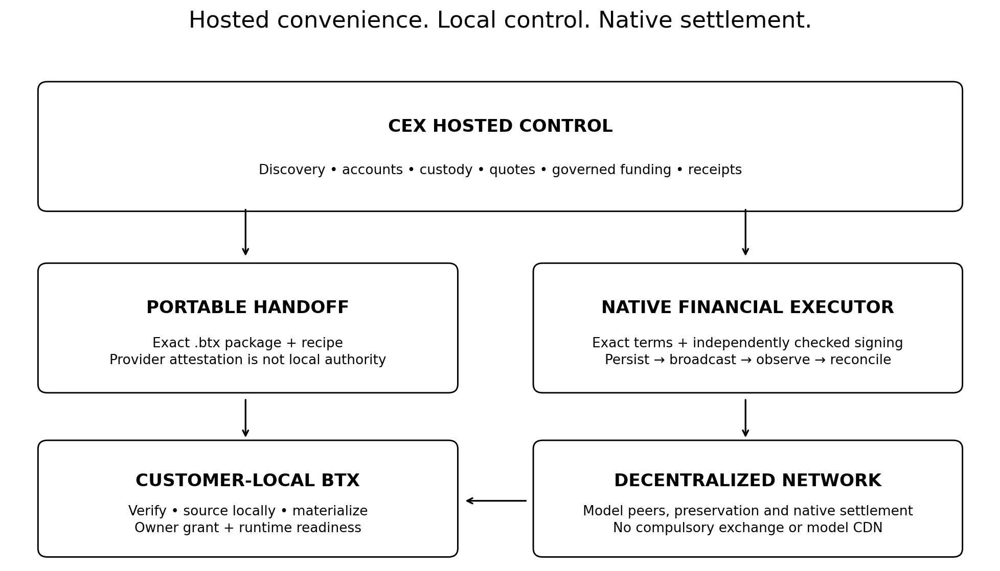 Hosted convenience. Local control. Native settlement.
CEX HOSTED CONTROL
Discovery • accounts • custody • quotes • governed funding • receipts
PORTABLE HANDOFF
Exact .btx package + recipe
Provider attestation is not local authority
NATIVE FINANCIAL EXECUTOR
Exact terms + independently checked signing
Persist → broadcast → observe → reconcile
CUSTOMER-LOCAL BTX
Verify • source locally • materialize
Owner grant + runtime readiness
DECENTRALIZED NETWORK
Model peers, preservation and native settlement
No compulsory exchange or model CDN